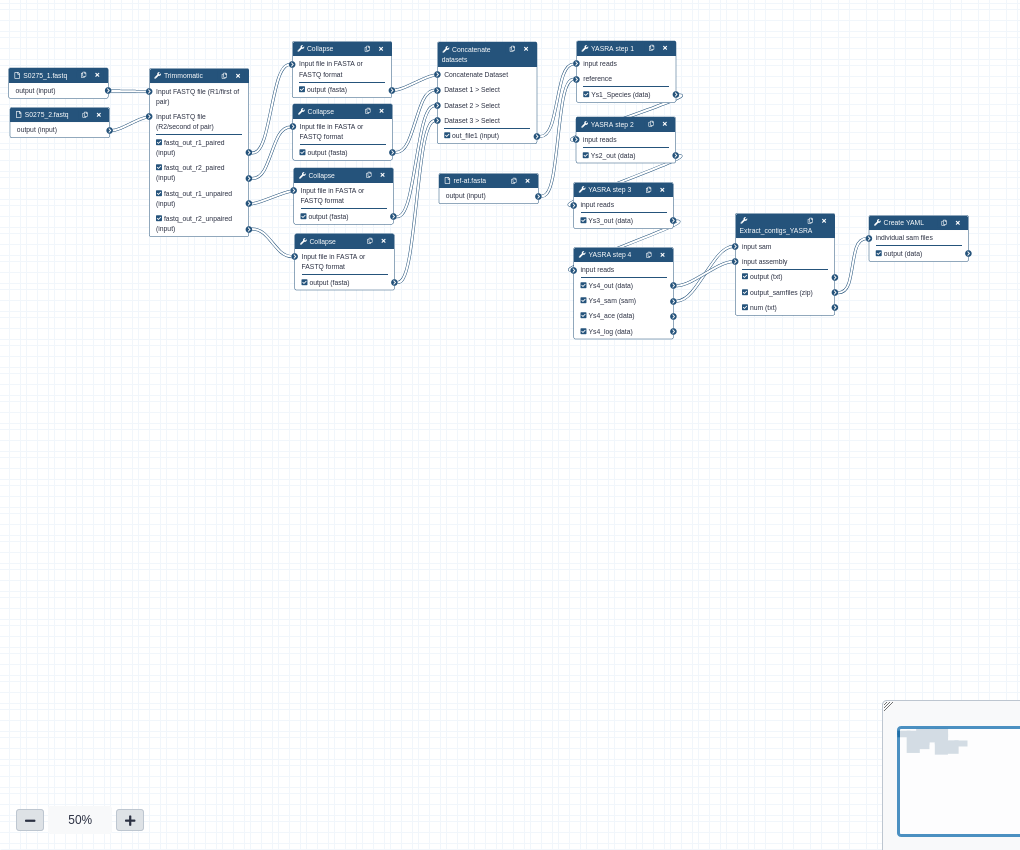 S0275_1.fastq
output (input)
S0275_2.fastq
output (input)
Trimmomatic
Input FASTQ file (R1/first of
pair)
Input FASTQ file
(R2/second of pair)
fastq_out_r1_paired
(input)
fastq_out_r2_paired
(input)
fastq_out_r1_unpaired
(input)
fastq_out_r2_unpaired
(input)
Collapse
Input file in FASTA or
FASTQ format
output (fasta)
Collapse
Input file in FASTA or
FASTQ format
output (fasta)
Collapse
Input file in FASTA or
FASTQ format
output (fasta)
Collapse
Input file in FASTA or
FASTQ format
output (fasta)
Concatenate
datasets
Concatenate Dataset
Dataset 1 > Select
Dataset 2 > Select
Dataset 3 > Select
out_file1 (input)
ref-at.fasta
output (input)
YASRA step 1
input reads
reference
Ys1_Species (data)
YASRA step 2
input reads
Ys2_out (data)
YASRA step 3
input reads
Ys3_out (data)
YASRA step 4
input reads
Ys4_out (data)
Ys4_sam (sam)
Ys4_ace (data)
Ys4_log (data)
Extract_contigs_YASRA
input sam
input assembly
output (txt)
output_samfiles (zip)
num (txt)
Create YAML
individual sam files
output (data)
50%